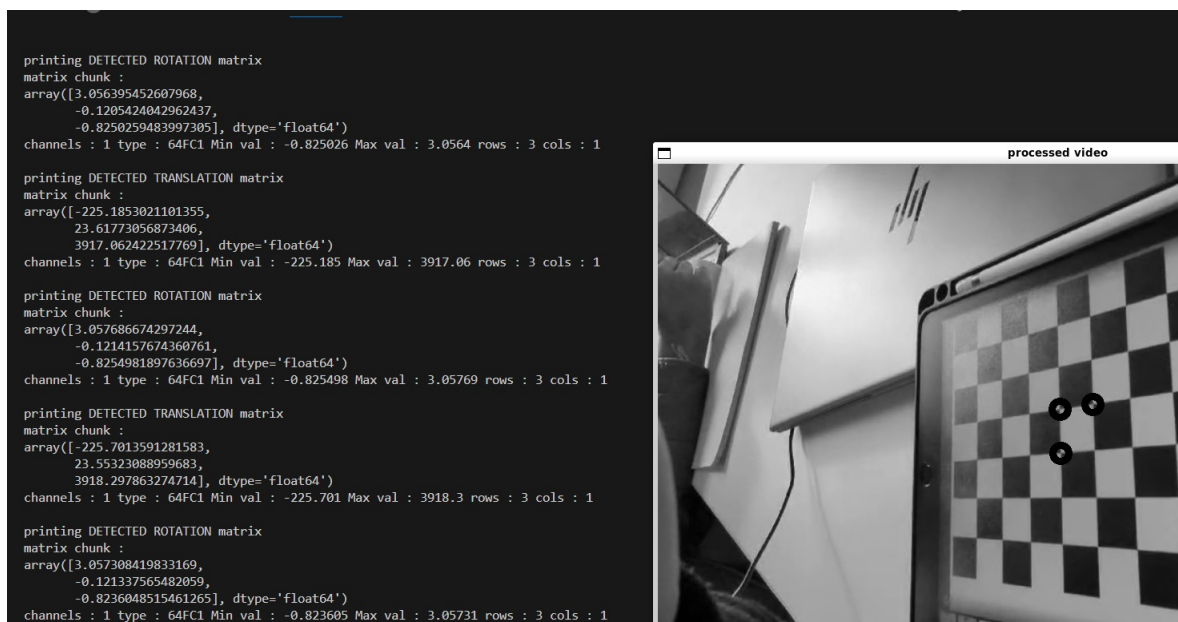 printing DETECTED ROTATION matrix
matrix chunk :
array([3.056395452607968,
-0.1205424042962437,
-0.8250259483997305], dtype='float64')
channels : 1 type : 64FC1 Min val : -0.825026 Max val : 3.0564 rows : 3 cols : 1
printing DETECTED TRANSLATION matrix
matrix chunk :
array([-225.1853021101355,
23.61773056873406,
3917.062422517769], dtype='float64')
channels : 1 type : 64FC1 Min val : -225.185 Max val : 3917.06 rows : 3 cols : 1
printing DETECTED ROTATION matrix
matrix chunk :
array([3.057686674297244,
-0.1214157674360761,
-0.8254981897636697], dtype='float64')
channels : 1 type : 64FC1 Min val : -0.825498 Max val : 3.05769 rows : 3 cols : 1
printing DETECTED TRANSLATION matrix
matrix chunk :
array([-225.7013591281583,
23.55323088959683,
3918.297863274714], dtype='float64')
channels : 1 type : 64FC1 Min val : -225.701 Max val : 3918.3 rows : 3 cols : 1
printing DETECTED ROTATION matrix
matrix chunk :
array([3.057308419833169,
-0.121337565482059,
-0.8236048515461265], dtype='float64')
channels : 1 type : 64FC1 Min val : -0.823605 Max val : 3.05731 rows : 3 cols : 1
processed video